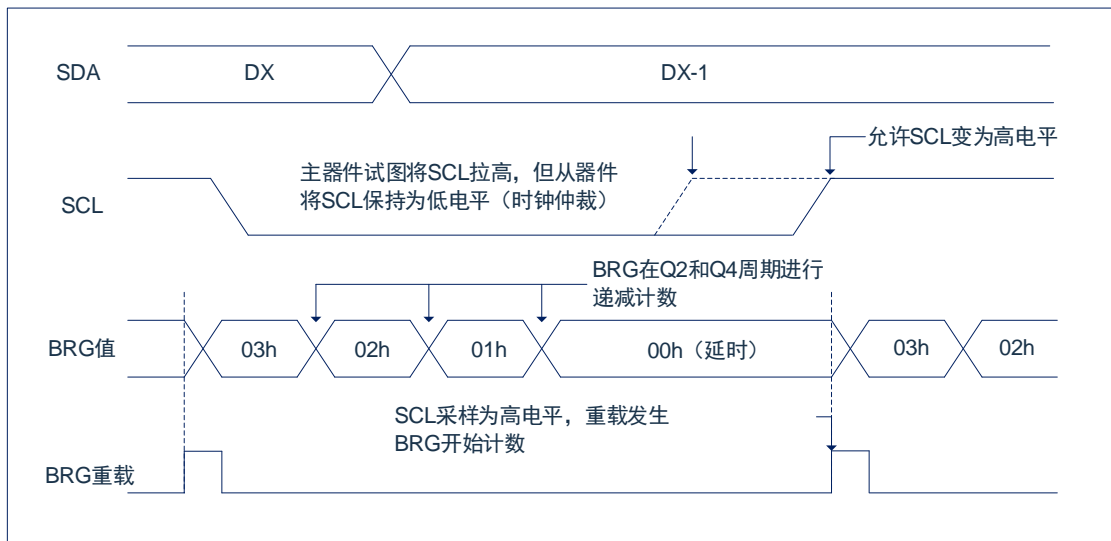 SDA
DX
DX-1
允许SCL变为高电平
主器件试图将SCL拉高，但从器件
将SCL保持为低电平（时钟仲裁）
SCL
BRG在Q2和Q4周期进行
递减计数
BRG值
03h
02h
01h
00h（延时）
03h
02h
SCL采样为高电平，重载发生
BRG开始计数
BRG重载